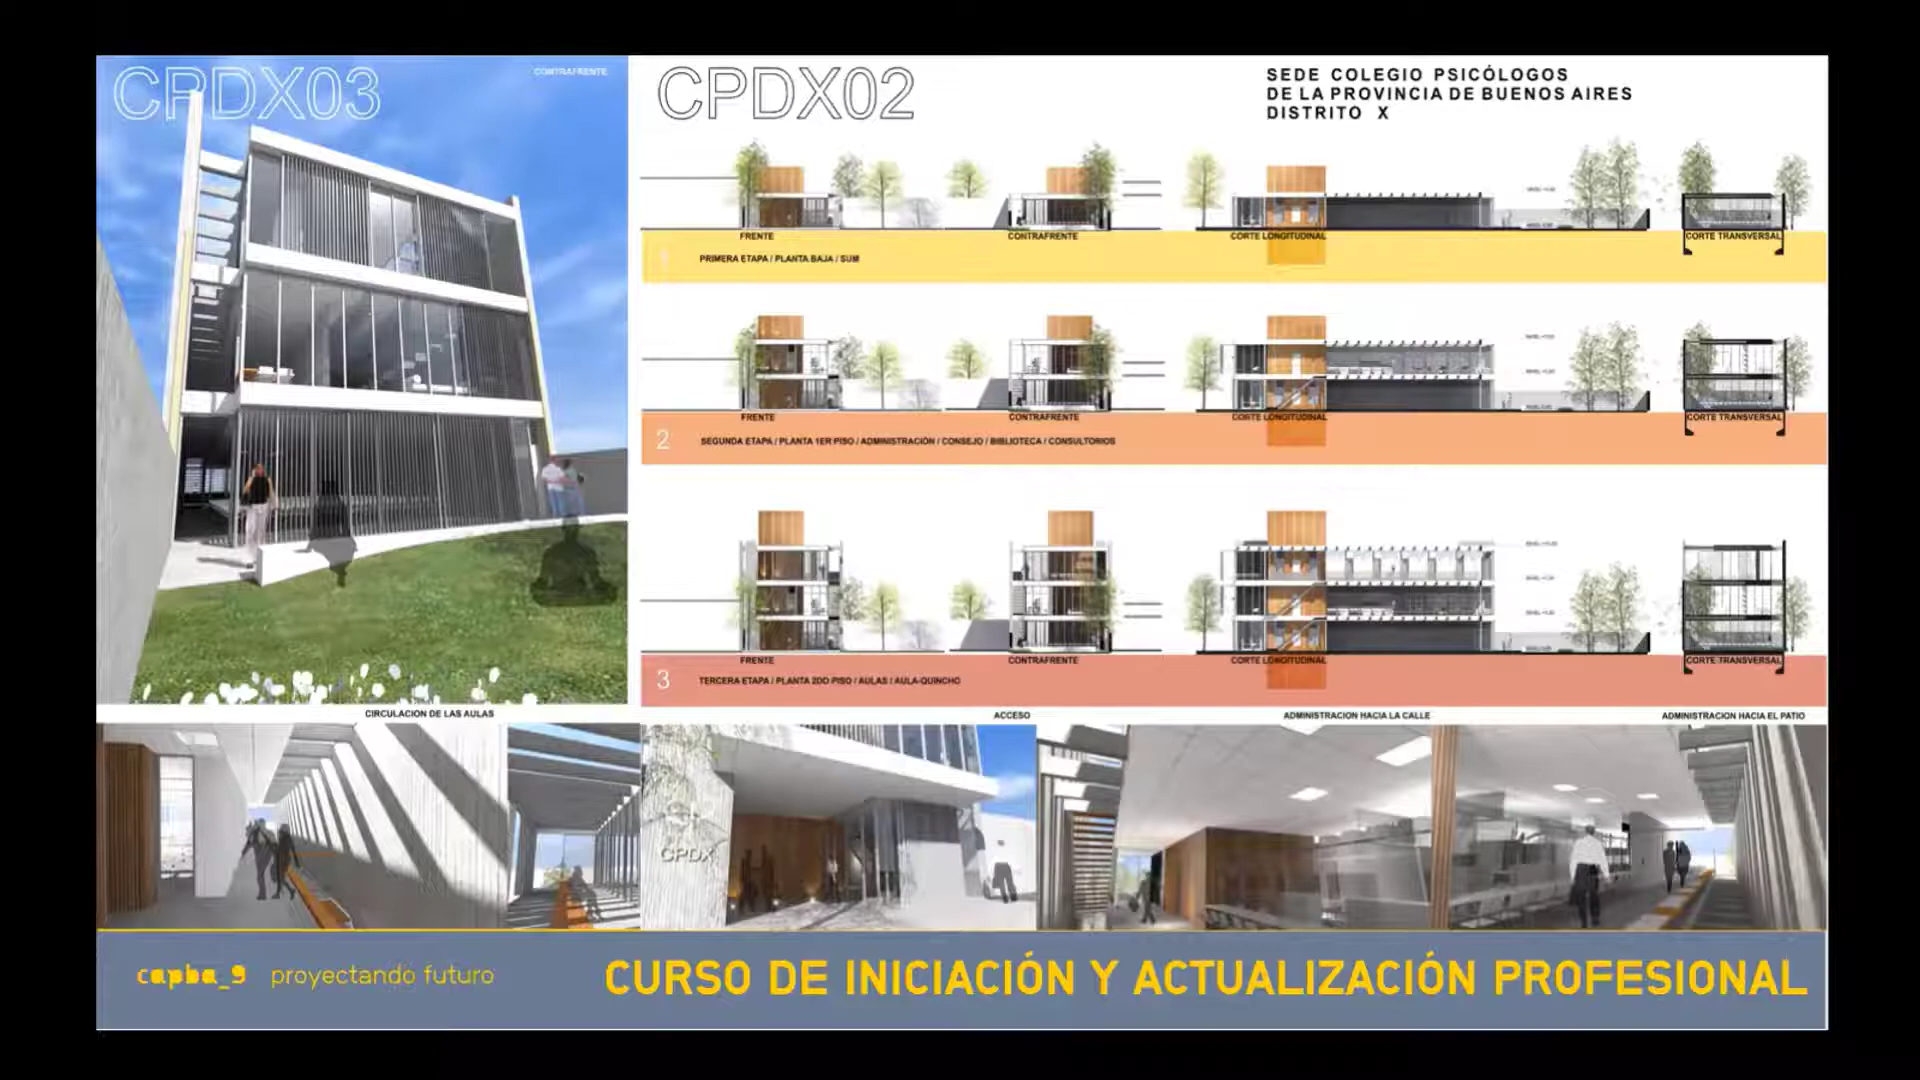 CPDX03
CONTRAFRENTE
CPDX02
SEDE COLEGIO PSICÓLOGOS
DE LA PROVINCIA DE BUENOS AIRES
DISTRITO X
FRENTE
CONTRAFRENTE
CORTE LONGITUDINAL
CORTE TRANSVERSAL
1
PRIMERA ETAPA / PLANTA BAJA / SUM
FRENTE
CONTRAFRENTE
CORTE LONGITUDINAL
CORTE TRANSVERSAL
2
SEGUNDA ETAPA / PLANTA 1ER PISO / ADMINISTRACIÓN / CONSEJO / BIBLIOTECA / CONSULTORIOS
FRENTE
CONTRAFRENTE
CORTE LONGITUDINAL
CORTE TRANSVERSAL
3
TERCERA ETAPA / PLANTA 2DO PISO / AULAS / AULA-QUINCHO
CIRCULACION DE LAS AULAS
ACCESO
ADMINISTRACION HACIA LA CALLE
ADMINISTRACION HACIA EL PATIO
CPDX
capba_9 proyectando futuro
CURSO DE INICIACIÓN Y ACTUALIZACIÓN PROFESIONAL